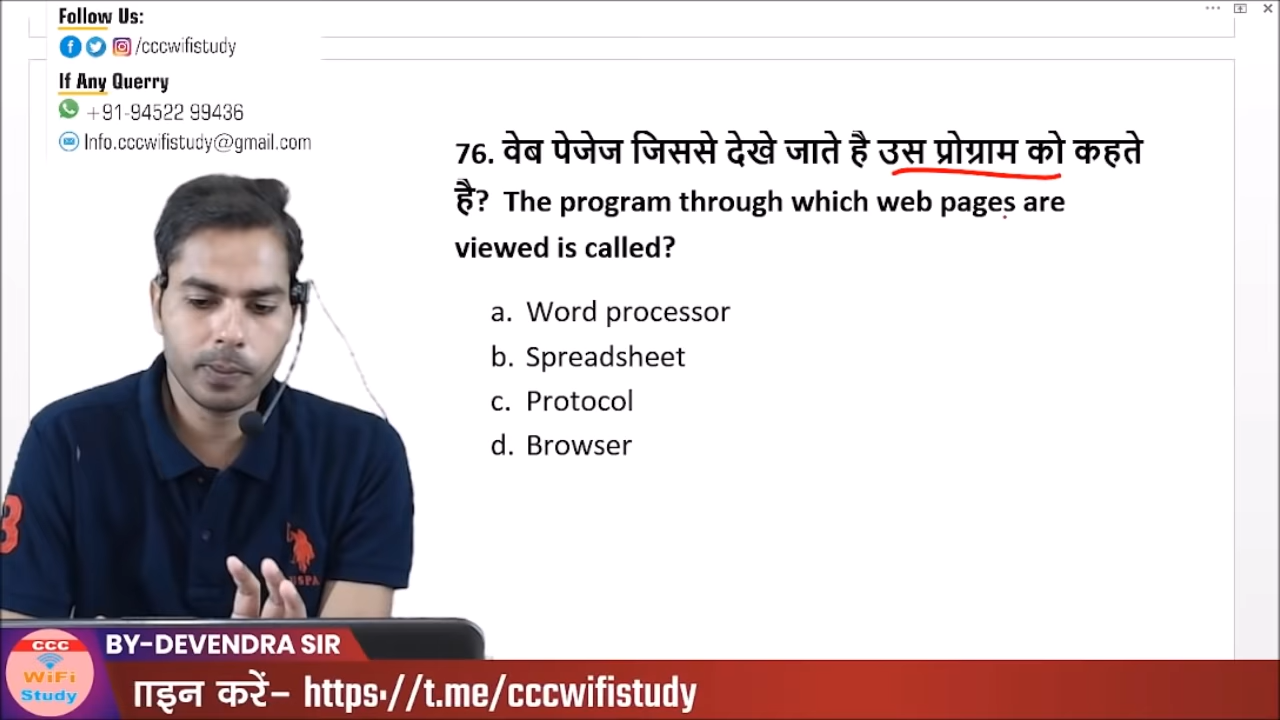 Follow Us:
/cccwifistudy
If Any Querry
+91-94522 99436
Info.cccwifistudy@gmail.com
76. वेब पेजेज जिससे देखे जाते है उस प्रोग्राम को कहते
है? The program through which web pages are
viewed is called?
a. Word processor
b. Spreadsheet
c. Protocol
d. Browser
3
USPA
BY-DEVENDRA SIR
CCC
WiFi
Study
ाइन करें– https://t.me/cccwifistudy